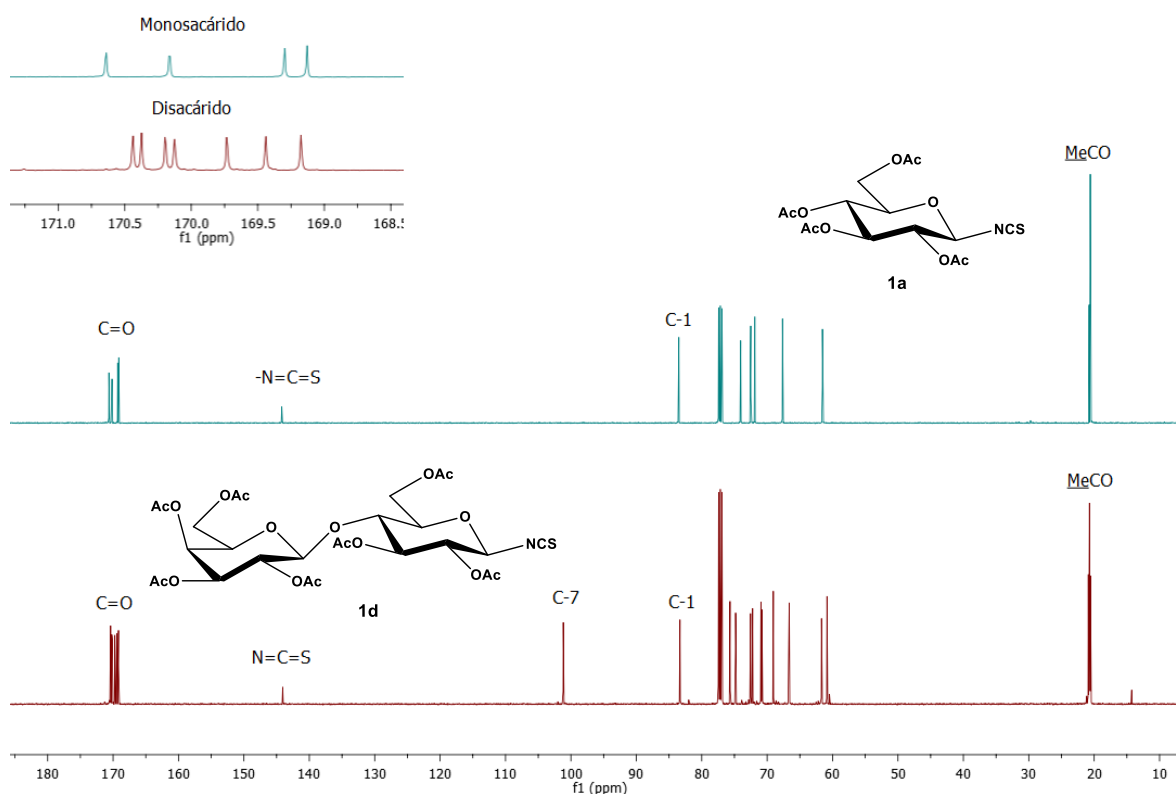 Monosacárido
Disacárido
171.0 170.5 170.0 169.5 169.0 168.
f1 (ppm)
OAc
AcO
O
AcO
NCS
OAc
1a
MeCO
C=O
-N=C=S
C-1
OAc
AcO
OAc
O
O
O
AcO
NCS
AcO
OAc
OAc
1d
MeCO
C=O
N=C=S
C-7
C-1
180 170 160 150 140 130 120 110 100 90 80 70 60 50 40 30 20 10
f1 (ppm)